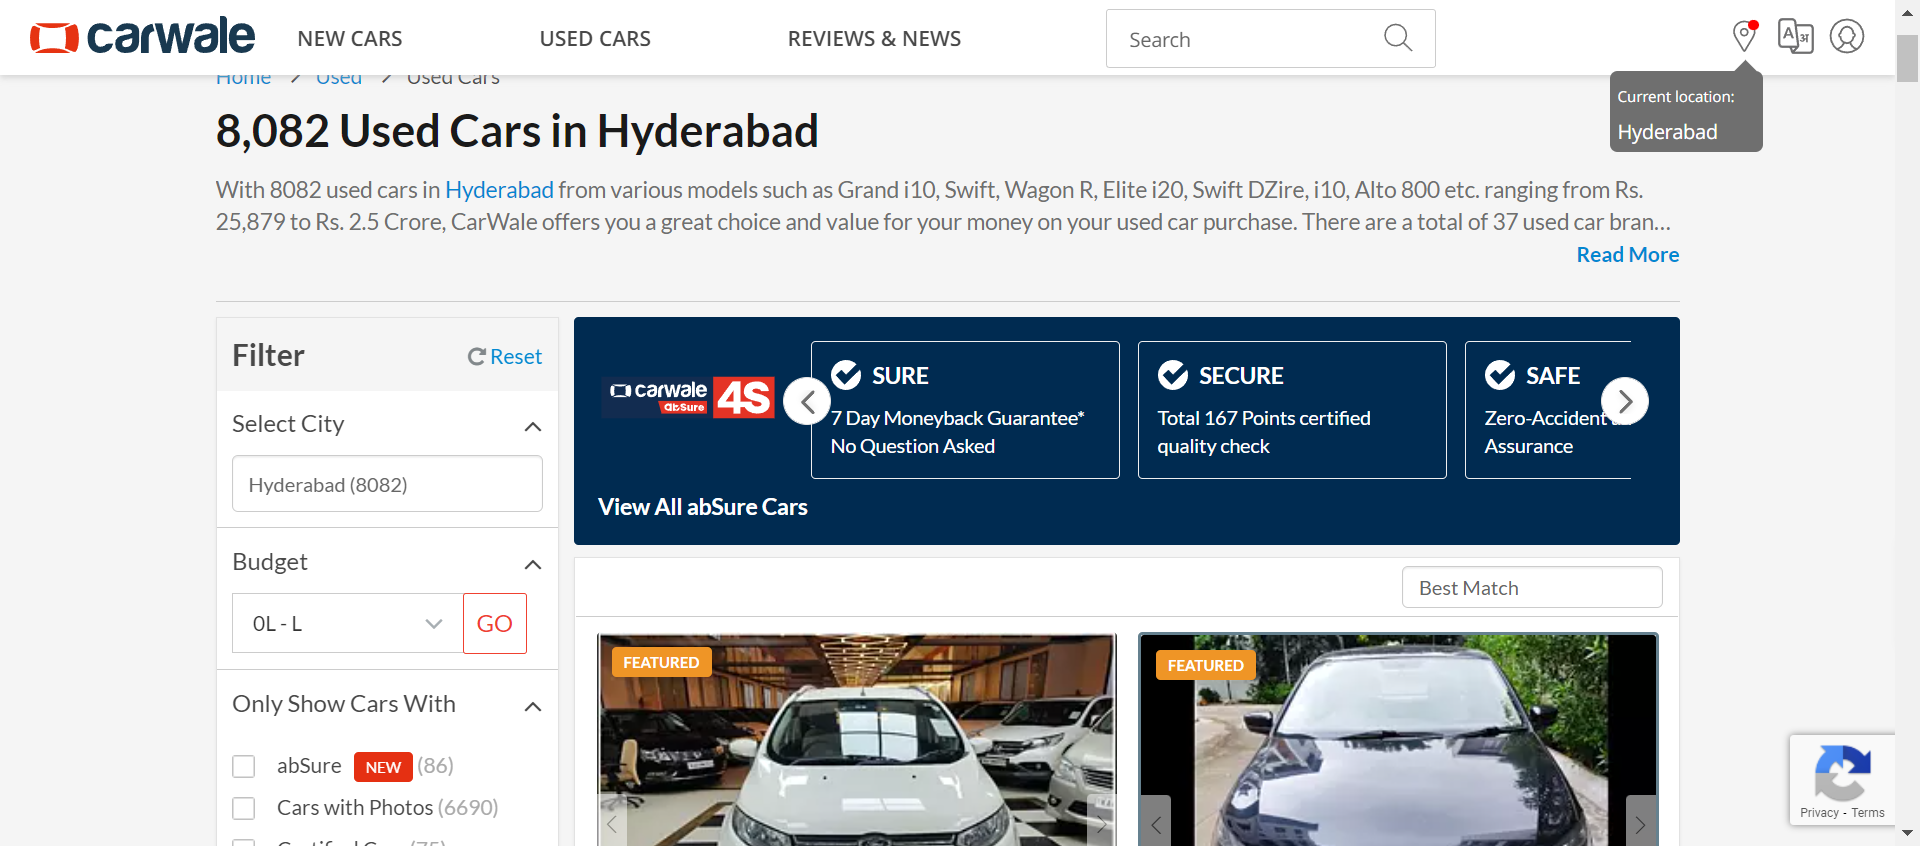 carwale
NEW CARS
USED CARS
REVIEWS & NEWS
Search
Current location:
Hyderabad
Home
Used
Used Cars
8,082 Used Cars in Hyderabad
With 8082 used cars in Hyderabad from various models such as Grand i10, Swift, Wagon R, Elite i20, Swift DZire, i10, Alto 800 etc. ranging from Rs.
25,879 to Rs. 2.5 Crore, CarWale offers you a great choice and value for your money on your used car purchase. There are a total of 37 used car bran...
Read More
Filter
Reset
Select City
Hyderabad (8082)
Budget
0L - L
GO
Only Show Cars With
abSure NEW (86)
Cars with Photos (6690)
carwale
abSure
4S
SURE
7 Day Moneyback Guarantee*
No Question Asked
SECURE
Total 167 Points certified
quality check
SAFE
Zero-Accident
Assurance
View All abSure Cars
Best Match
FEATURED
FEATURED
Privacy - Terms